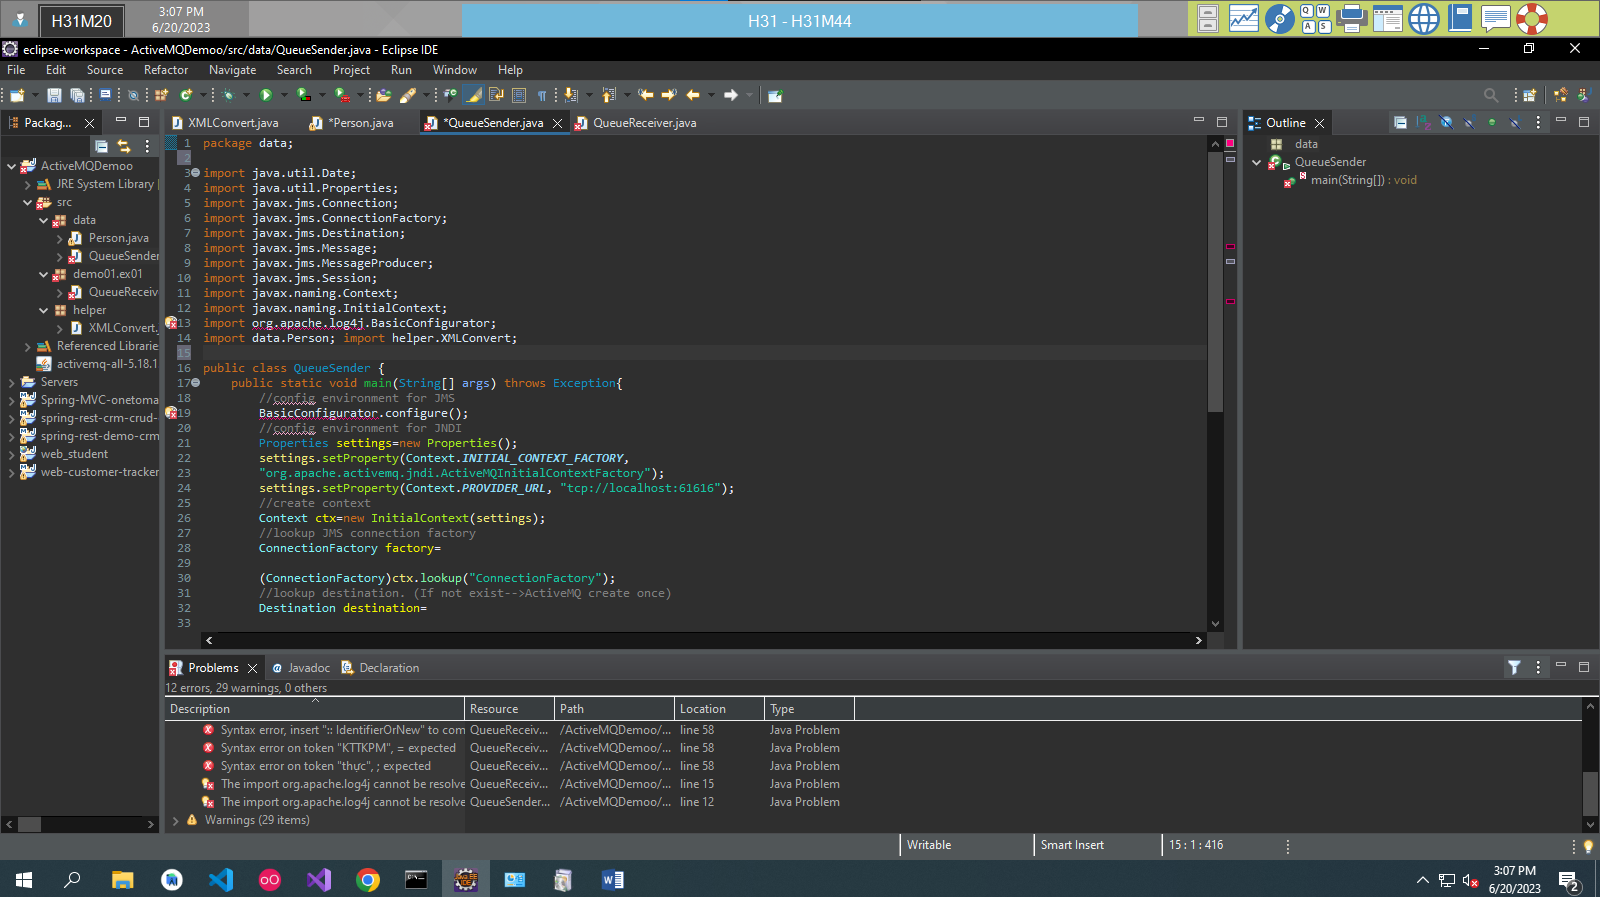 H31M20
3:07 PM
6/20/2023
H31 - H31M44
Q W
A S
eclipse-workspace - ActiveMQDemoo/src/data/QueueSender.java - Eclipse IDE
File Edit Source Refactor Navigate Search Project Run Window Help
Packag...
XMLConvert.java *Person.java *QueueSender.java QueueReceiver.java
Outline
ActiveMQDemoo
JRE System Library [
src
data
Person.java
QueueSender
demo01.ex01
QueueReceiv
helper
XMLConvert.
Referenced Librarie
activemq-all-5.18.1
Servers
Spring-MVC-onetoma
spring-rest-crm-crud-
spring-rest-demo-crm
web_student
web-customer-tracker
1 package data;
2
3 import java.util.Date;
4 import java.util.Properties;
5 import javax.jms.Connection;
6 import javax.jms.ConnectionFactory;
7 import javax.jms.Destination;
8 import javax.jms.Message;
9 import javax.jms.MessageProducer;
10 import javax.jms.Session;
11 import javax.naming.Context;
12 import javax.naming.InitialContext;
13 import org.apache.log4j.BasicConfigurator;
14 import data.Person; import helper.XMLConvert;
15
16 public class QueueSender {
17 public static void main(String[] args) throws Exception{
18 //config environment for JMS
19 BasicConfigurator.configure();
20 //config environment for JNDI
21 Properties settings=new Properties();
22 settings.setProperty(Context.INITIAL_CONTEXT_FACTORY,
23 "org.apache.activemq.jndi.ActiveMQInitialContextFactory");
24 settings.setProperty(Context.PROVIDER_URL, "tcp://localhost:61616");
25 //create context
26 Context ctx=new InitialContext(settings);
27 //lookup JMS connection factory
28 ConnectionFactory factory=
29
30 (ConnectionFactory)ctx.lookup("ConnectionFactory");
31 //lookup destination. (If not exist-->ActiveMQ create once)
32 Destination destination=
33
data
QueueSender
main(String[]) : void
Problems Javadoc Declaration
12 errors, 29 warnings, 0 others
Description Resource Path Location Type
Syntax error, insert ":: IdentifierOrNew" to com QueueReceiv... /ActiveMQDemoo/... line 58 Java Problem
Syntax error on token "KTTKPM", = expected QueueReceiv... /ActiveMQDemoo/... line 58 Java Problem
Syntax error on token "thực", ; expected QueueReceiv... /ActiveMQDemoo/... line 58 Java Problem
The import org.apache.log4j cannot be resolve QueueReceiv... /ActiveMQDemoo/... line 15 Java Problem
The import org.apache.log4j cannot be resolve QueueSender... /ActiveMQDemoo/... line 12 Java Problem
Warnings (29 items)
Writable Smart Insert 15 : 1 : 416
3:07 PM
6/20/2023
2